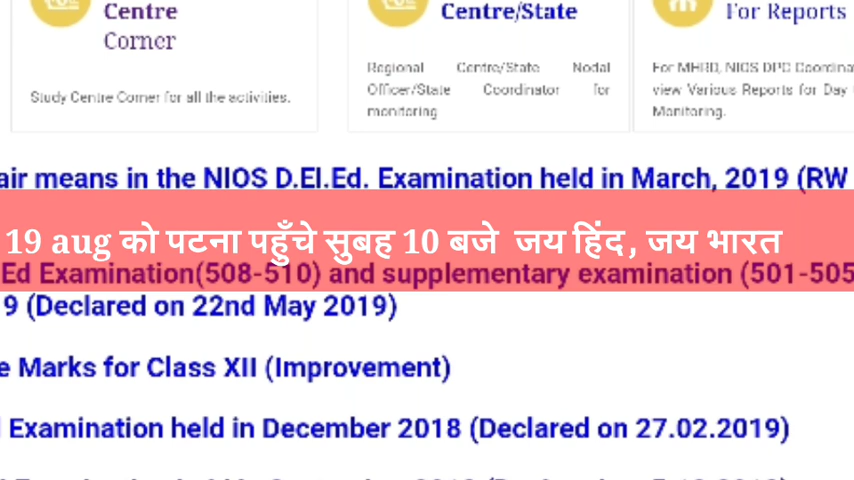 Centre
Corner
Study Centre Corner for all the activities.
Centre/State
Regional Centre/State Nodal
Officer/State Coordinator for
monitoring
For Reports
For MHRD, NIOS DPC Coordina
view Various Reports for Day
Monitoring.
air means in the NIOS D.El.Ed. Examination held in March, 2019 (RW
19 aug को पटना पहुँचे सुबह 10 बजे जय हिंद, जय भारत
Ed Examination(508-510) and supplementary examination (501-505
9 (Declared on 22nd May 2019)
e Marks for Class XII (Improvement)
Examination held in December 2018 (Declared on 27.02.2019)